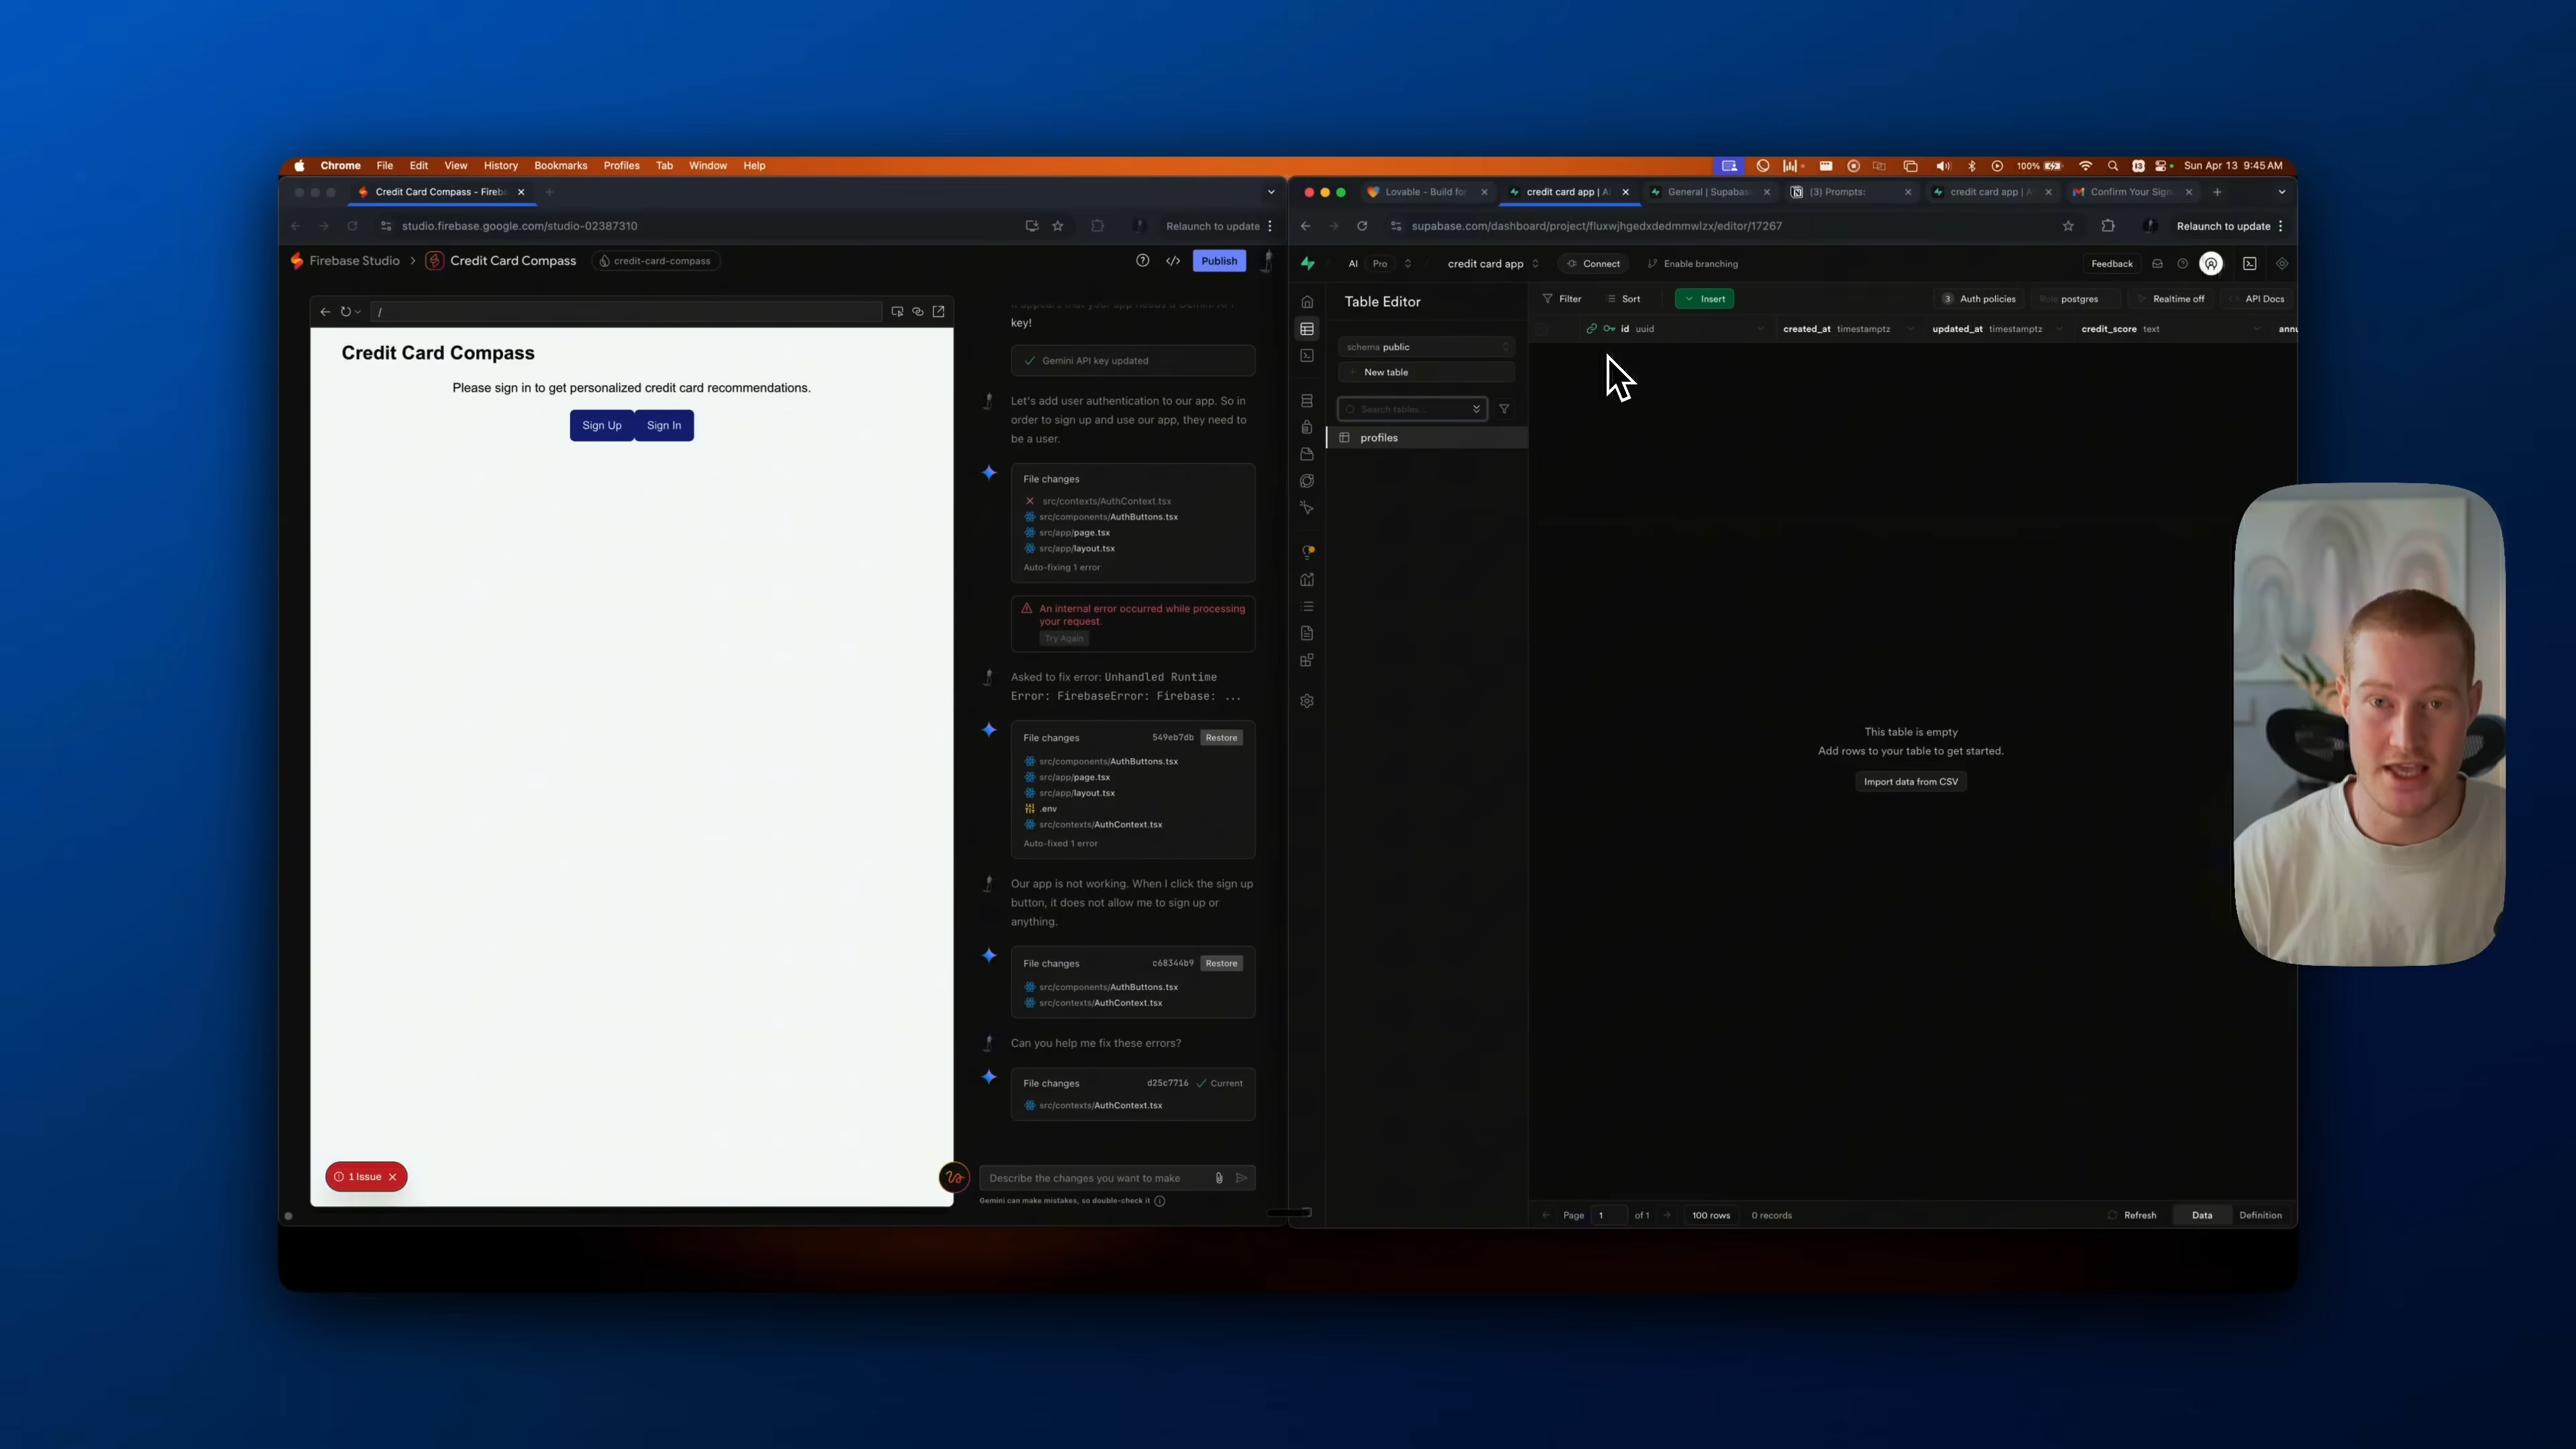 Chrome File Edit View History Bookmarks Profiles Tab Window Help
100% Sun Apr 13 9:45 AM
Credit Card Compass - Fireb
studio.firebase.google.com/studio-02387310
Relaunch to update
Firebase Studio > Credit Card Compass credit-card-compass
Publish
/
Credit Card Compass
Please sign in to get personalized credit card recommendations.
Sign Up Sign In
1 Issue
key!
Gemini API key updated
Let's add user authentication to our app. So in
order to sign up and use our app, they need to
be a user.
File changes
src/contexts/AuthContext.tsx
src/components/AuthButtons.tsx
src/app/page.tsx
src/app/layout.tsx
Auto-fixing 1 error
An internal error occurred while processing
your request.
Try Again
Asked to fix error: Unhandled Runtime
Error: FirebaseError: Firebase: ...
File changes 549eb7db Restore
src/components/AuthButtons.tsx
src/app/page.tsx
src/app/layout.tsx
.env
src/contexts/AuthContext.tsx
Auto-fixed 1 error
Our app is not working. When I click the sign up
button, it does not allow me to sign up or
anything.
File changes c68344b9 Restore
src/components/AuthButtons.tsx
src/contexts/AuthContext.tsx
Can you help me fix these errors?
File changes d25c7716 Current
src/contexts/AuthContext.tsx
Describe the changes you want to make
Gemini can make mistakes, so double-check it
Lovable - Build for
credit card app | A
General | Supabas
(3) Prompts:
credit card app | A
Confirm Your Sign
supabase.com/dashboard/project/fluxwjhgedxdedmmwlzx/editor/17267
Relaunch to update
AI Pro credit card app Connect Enable branching
Feedback
Table Editor
schema public
New table
Search tables...
profiles
Filter Sort Insert
3 Auth policies Role postgres Realtime off API Docs
id uuid created_at timestamptz updated_at timestamptz credit_score text annu
This table is empty
Add rows to your table to get started.
Import data from CSV
Page 1 of 1 100 rows 0 records
Refresh Data Definition